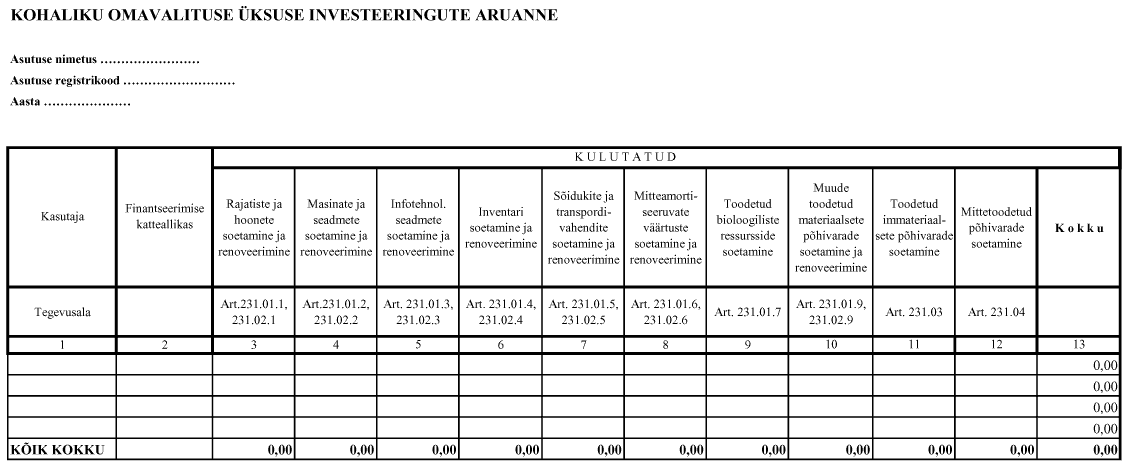 KOHALIKU OMAVALITUSE ÜKSUSE INVESTEERINGUTE ARUANNE
Asutuse nimetus ……………………
Asutuse registrikood ………………………
Aasta …………………
K U L U T A T U D
Kasutaja
Finantseerimise
katteallikas
Rajatiste ja
hoonete
soetamine ja
renoveerimine
Masinate ja
seadmete
soetamine ja
renoveerimine
Infotehnol.
seadmete
soetamine ja
renoveerimine
Inventari
soetamine ja
renoveerimine
Sõidukite ja
transpordi-
vahendite
soetamine ja
renoveerimine
Mitteamorti-
seeruvate
väärtuste
soetamine ja
renoveerimine
Toodetud
bioloogiliste
ressursside
soetamine
Muude
toodetud
materiaalsete
põhivarade
soetamine ja
renoveerimine
Toodetud
immateriaal-
sete põhivarade
soetamine
Mittetoodetud
põhivarade
soetamine
K o k k u
Tegevusala
Art.231.01.1,
231.02.1
Art.231.01.2,
231.02.2
Art. 231.01.3,
231.02.3
Art. 231.01.4,
231.02.4
Art. 231.01.5,
231.02.5
Art. 231.01.6,
231.02.6
Art. 231.01.7
Art. 231.01.9,
231.02.9
Art. 231.03
Art. 231.04
1 2 3 4 5 6 7 8 9 10 11 12 13
0,00
0,00
0,00
0,00
KÕIK KOKKU 0,00 0,00 0,00 0,00 0,00 0,00 0,00 0,00 0,00 0,00 0,00